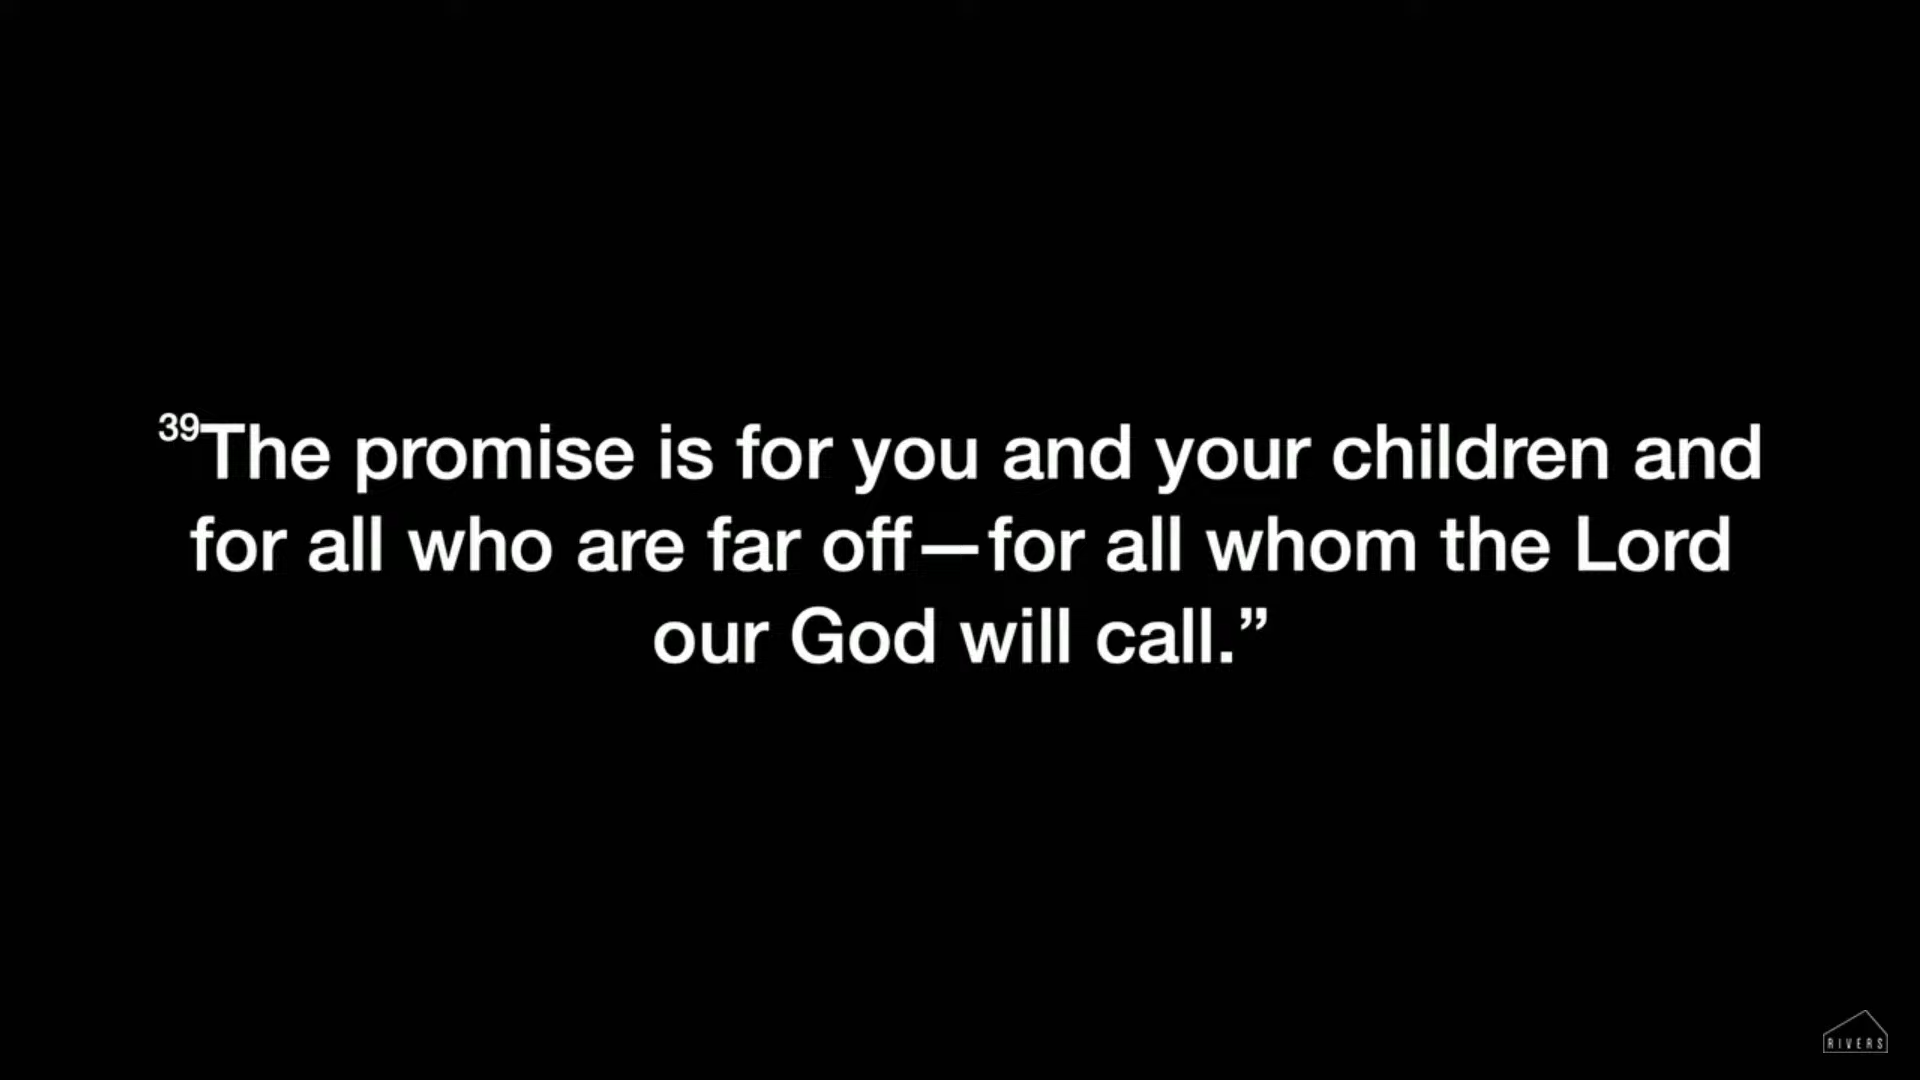 39The promise is for you and your children and
for all who are far off—for all whom the Lord
our God will call.”
RIVERS